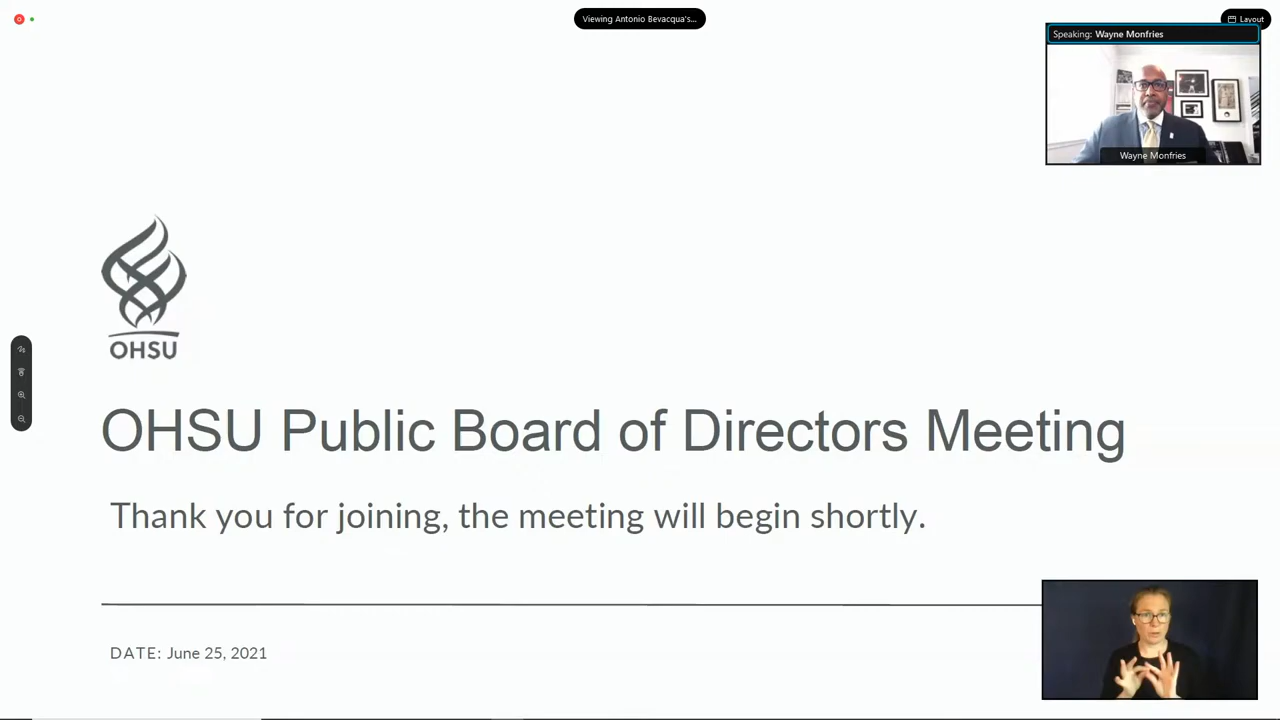 Viewing Antonio Bevacqua's...
Layout
Speaking: Wayne Monfries
Wayne Monfries
OHSU
OHSU Public Board of Directors Meeting
Thank you for joining, the meeting will begin shortly.
DATE: June 25, 2021